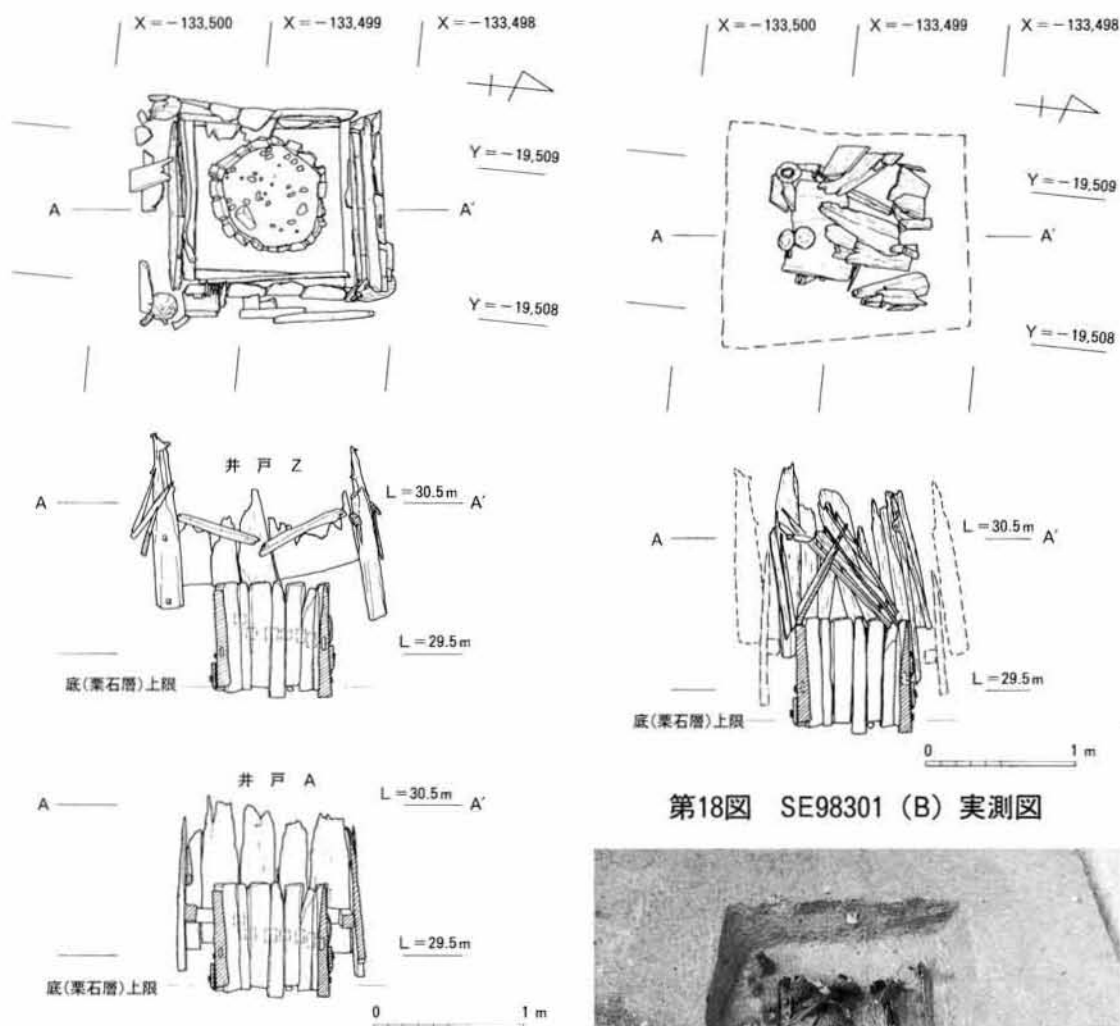 X=-133,500
X=-133,499
X=-133,498
Y=-19,509
A
A′
Y=-19,508
井戸Z
A
L=30.5m
A′
L=29.5m
底(栗石層)上限
井戸A
A
L=30.5m
A′
L=29.5m
底(栗石層)上限
0
1m
X=-133,500
X=-133,499
X=-133,498
Y=-19,509
A
A′
Y=-19,508
L=30.5m
A
A′
L=29.5m
底(栗石層)上限
0
1m
第18図 SE98301 (B) 実測図